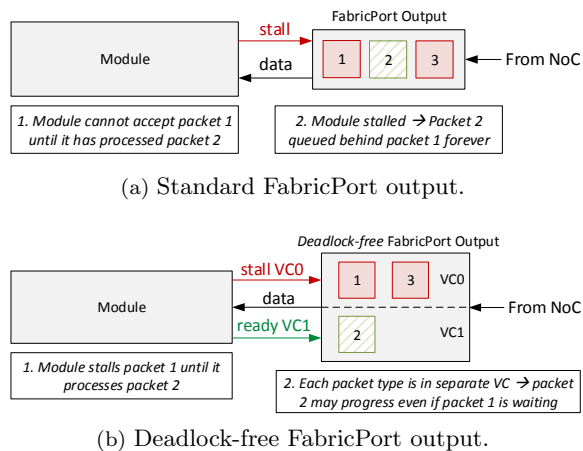 FabricPort Output
stall
Module
1
2
3
From NoC
data
1. Module cannot accept packet 1
until it has processed packet 2
2. Module stalled → Packet 2
queued behind packet 1 forever
(a) Standard FabricPort output.
Deadlock-free FabricPort Output
stall VC0
1
3
VC0
Module
data
From NoC
ready VC1
2
VC1
1. Module stalls packet 1 until it
processes packet 2
2. Each packet type is in separate VC → packet
2 may progress even if packet 1 is waiting
(b) Deadlock-free FabricPort output.